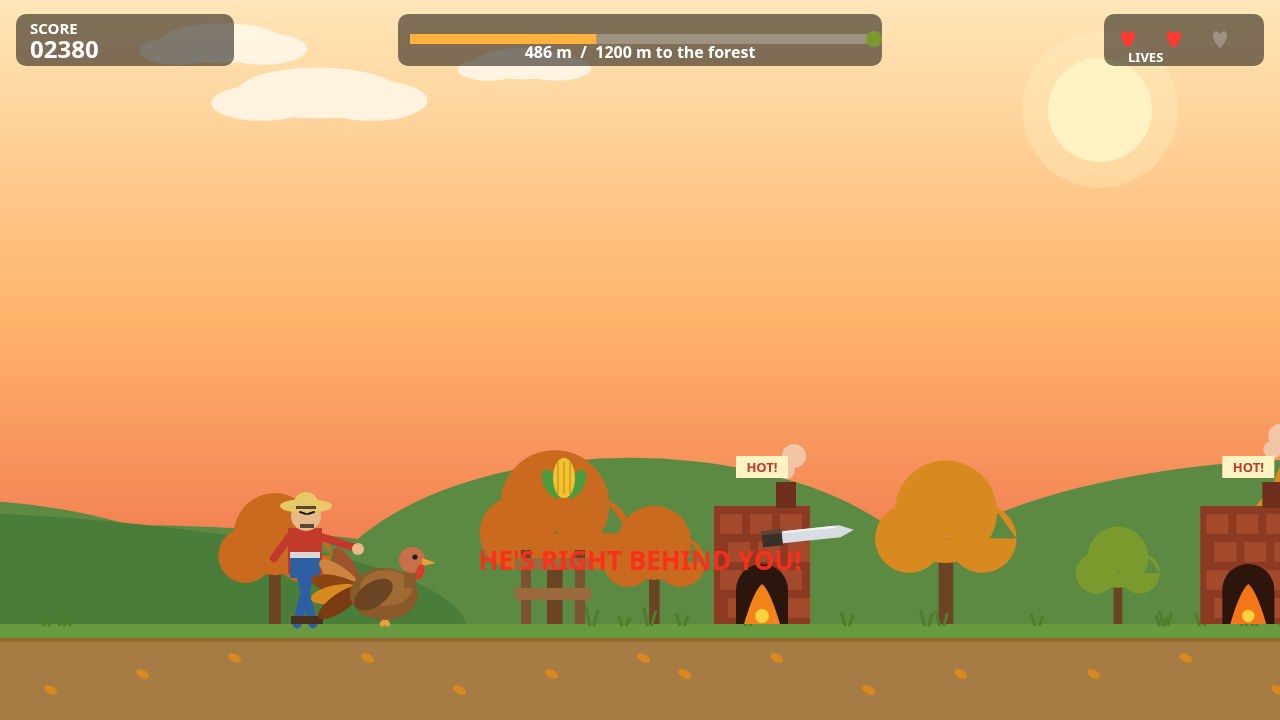 SCORE
02380
486 m / 1200 m to the forest
LIVES
HOT!
HOT!
HE'S RIGHT BEHIND YOU!